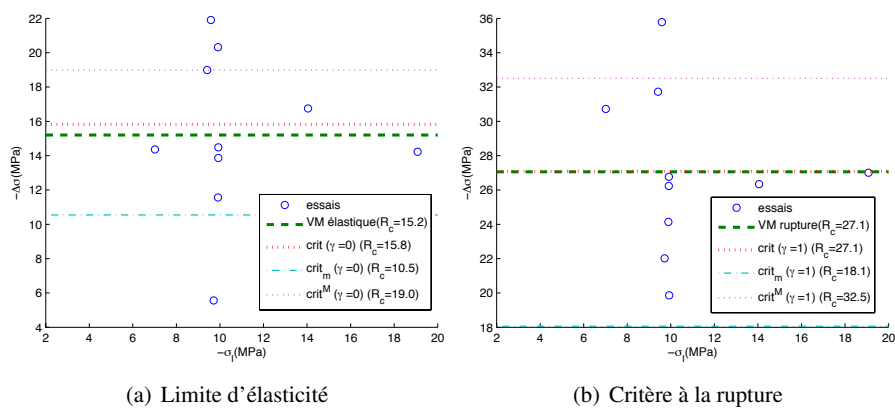 22
20
18
16
14
12
10
8
6
4
2 4 6 8 10 12 14 16 18 20
−Δσ(MPa)
−σ_l(MPa)
essais
VM élastique(R_c=15.2)
crit (γ=0) (R_c=15.8)
crit_m (γ=0) (R_c=10.5)
crit^M (γ=0) (R_c=19.0)
(a) Limite d'élasticité
36
34
32
30
28
26
24
22
20
18
2 4 6 8 10 12 14 16 18 20
−Δσ(MPa)
−σ_l(MPa)
essais
VM rupture(R_c=27.1)
crit (γ=1) (R_c=27.1)
crit_m (γ=1) (R_c=18.1)
crit^M (γ=1) (R_c=32.5)
(b) Critère à la rupture